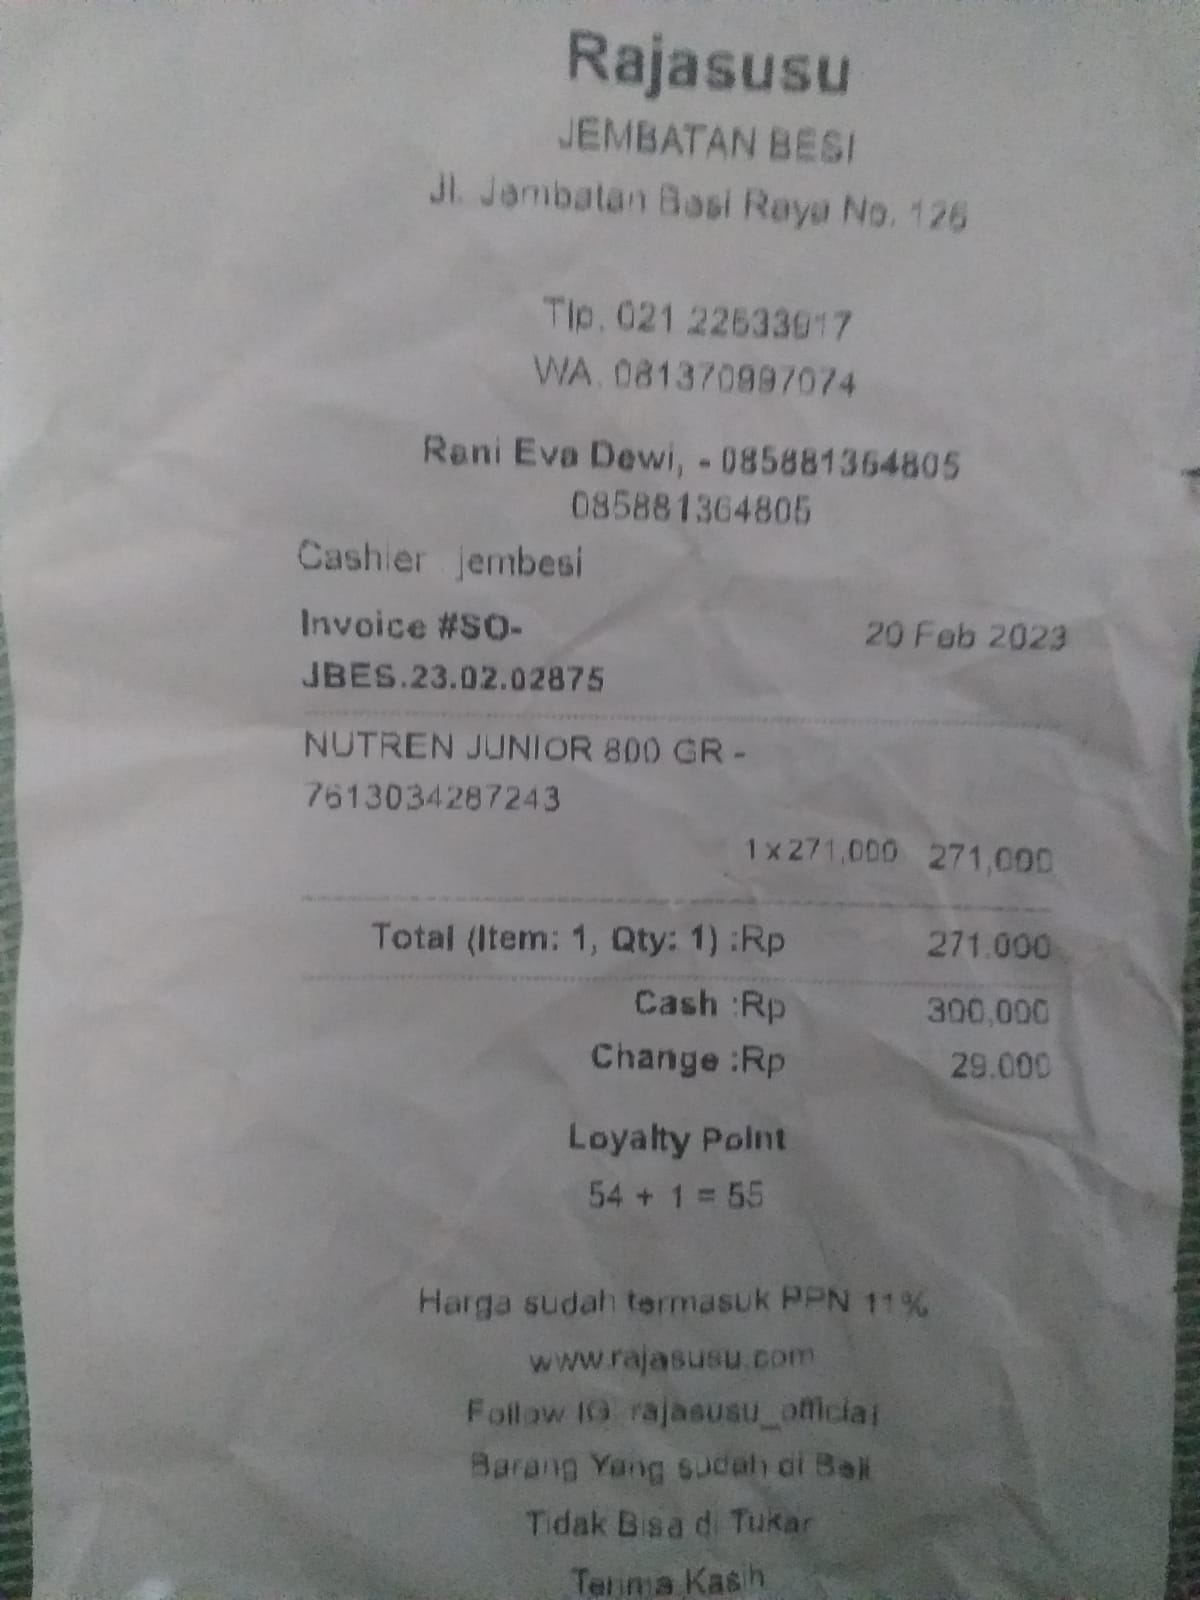 Rajasusu
JEMBATAN BESI
Jl. Jembatan Besi Raya No. 126
Tlp. 021 22633917
WA. 081370997074
Rani Eva Dewi, - 085881364805
085881364805
Cashier jembesi
Invoice #SO- 20 Feb 2023
JBES.23.02.02875
NUTREN JUNIOR 800 GR -
7613034287243
1 x 271,000 271,000
Total (Item: 1, Qty: 1) :Rp 271.000
Cash :Rp 300,000
Change :Rp 29.000
Loyalty Point
54 + 1 = 55
Harga sudah termasuk PPN 11%
www.rajasusu.com
Follow IG. rajasusu_official
Barang Yang sudah di Beli
Tidak Bisa di Tukar
Terima Kasih